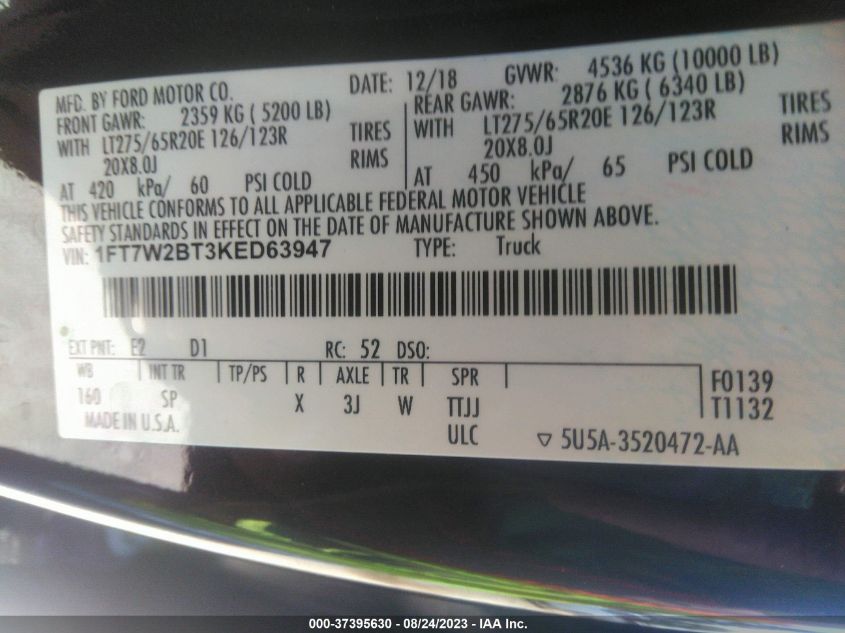 MFD. BY FORD MOTOR CO. DATE: 12/18 GVWR: 4536 KG (10000 LB)
FRONT GAWR: 2359 KG ( 5200 LB) REAR GAWR: 2876 KG ( 6340 LB)
WITH LT275/65R20E 126/123R TIRES WITH LT275/65R20E 126/123R TIRES
20X8.0J RIMS 20X8.0J RIMS
AT 420 kPa/ 60 PSI COLD AT 450 kPa/ 65 PSI COLD
THIS VEHICLE CONFORMS TO ALL APPLICABLE FEDERAL MOTOR VEHICLE
SAFETY STANDARDS IN EFFECT ON THE DATE OF MANUFACTURE SHOWN ABOVE.
VIN: 1FT7W2BT3KED63947 TYPE: Truck
EXT PNT: E2 D1 RC: 52 DSO:
WB INT TR TP/PS R AXLE TR SPR F0139
160 SP X 3J W TTJJ T1132
MADE IN U.S.A. ULC 5U5A-3520472-AA
000-37395630 - 08/24/2023 - IAA Inc.